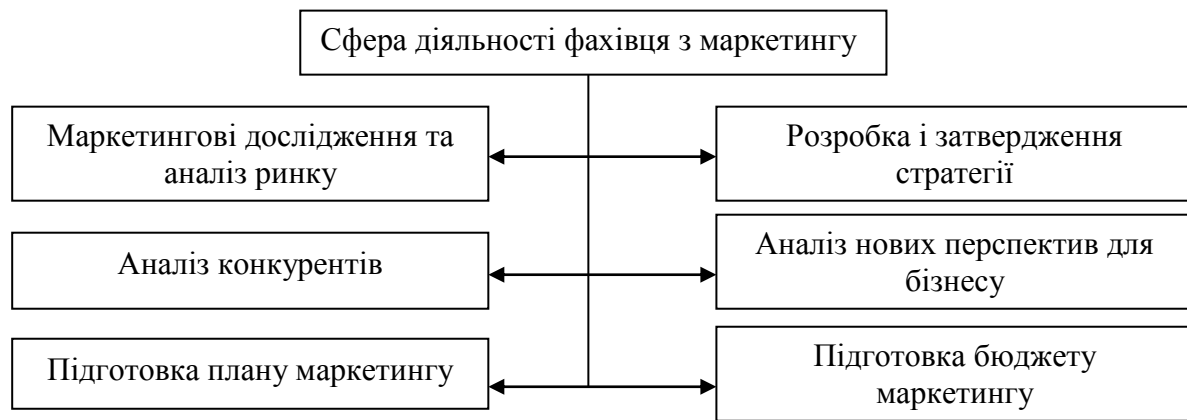 Сфера діяльності фахівця з маркетингу
Маркетингові дослідження та
аналіз ринку
Розробка і затвердження
стратегії
Аналіз конкурентів
Аналіз нових перспектив для
бізнесу
Підготовка плану маркетингу
Підготовка бюджету
маркетингу